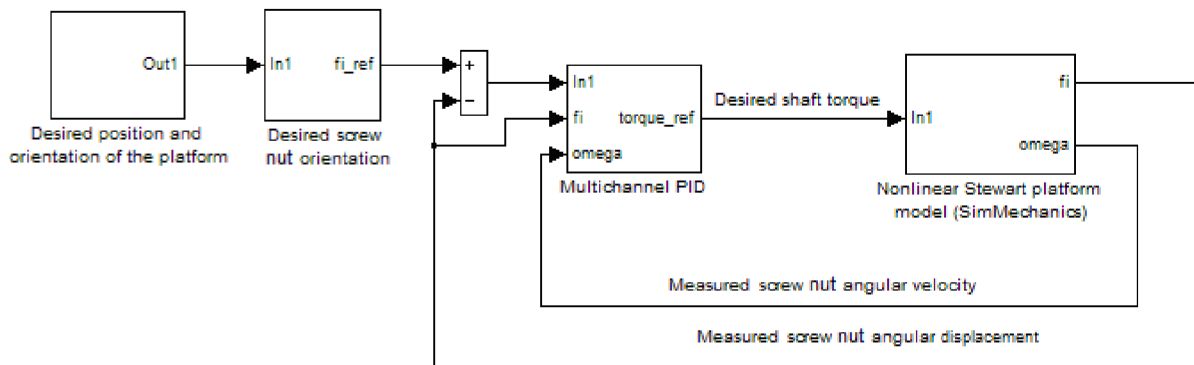 Out1
Desired position and
orientation of the platform
In1 fi_ref
Desired screw
nut orientation
+
−
In1
fi torque_ref
omega
Multichannel PID
Desired shaft torque
fi
In1
omega
Nonlinear Stewart platform
model (SimMechanics)
Measured screw nut angular velocity
Measured screw nut angular displacement